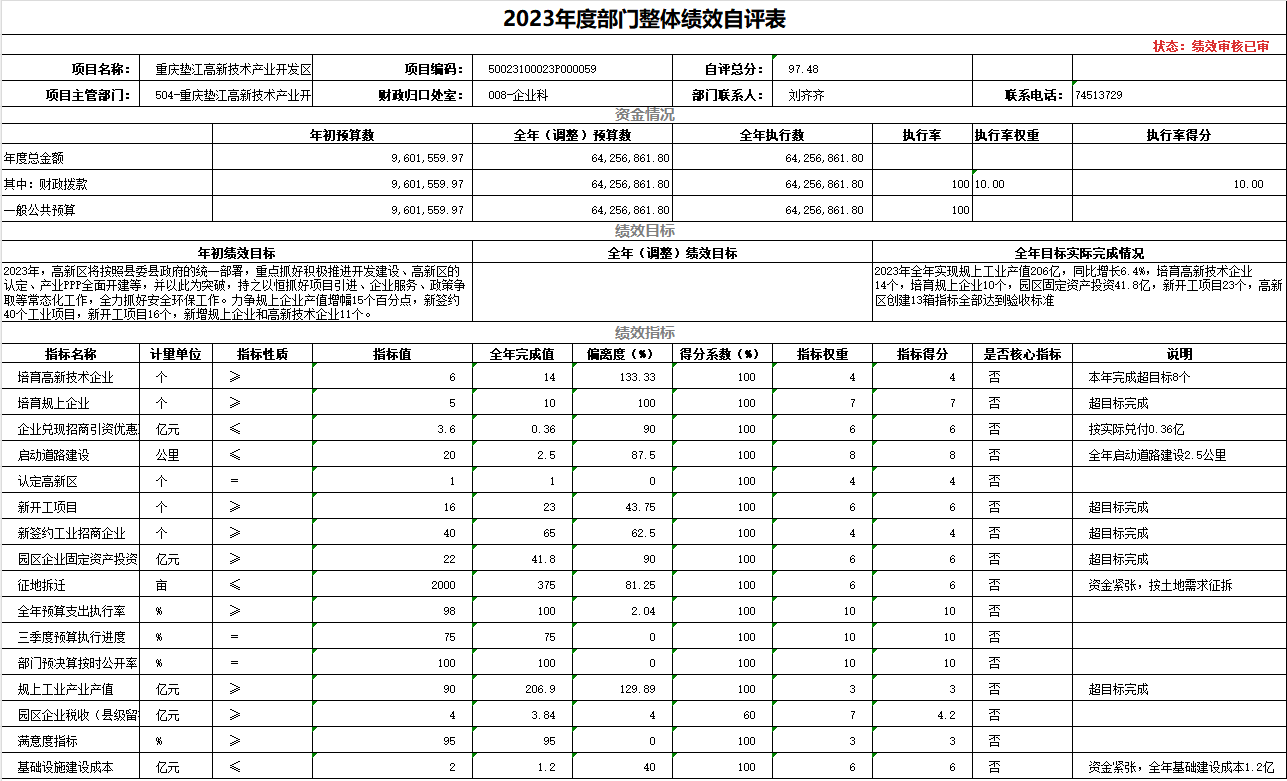 2023年度部门整体绩效自评表
状态：绩效审核已审
项目名称： 重庆垫江高新技术产业开发区 项目编码： 50023100023P000059 自评总分： 97.48
项目主管部门： 504-重庆垫江高新技术产业开 财政归口处室： 008-企业科 部门联系人： 刘齐齐 联系电话： 74513729
资金情况
年初预算数 全年（调整）预算数 全年执行数 执行率 执行率权重 执行率得分
年度总金额 9,601,559.97 64,256,861.80 64,256,861.80
其中：财政拨款 9,601,559.97 64,256,861.80 64,256,861.80 100 10.00 10.00
一般公共预算 9,601,559.97 64,256,861.80 64,256,861.80 100
绩效目标
年初绩效目标 全年（调整）绩效目标 全年目标实际完成情况
2023年，高新区将按照县委县政府的统一部署，重点抓好积极推进开发建设、高新区的
认定、产业PPP全面开建等，并以此为突破，持之以恒抓好项目引进、企业服务、政策争
取等常态化工作，全力抓好安全环保工作。力争规上企业产值增幅15个百分点，新签约
40个工业项目，新开工项目16个，新增规上企业和高新技术企业11个。
2023年全年实现规上工业产值206亿，同比增长6.4%，培育高新技术企业
14个，培育规上企业10个，园区固定资产投资41.8亿，新开工项目23个，高新
区创建13箱指标全部达到验收标准
绩效指标
指标名称 计量单位 指标性质 指标值 全年完成值 偏离度（%） 得分系数（%） 指标权重 指标得分 是否核心指标 说明
培育高新技术企业 个 ≥ 6 14 133.33 100 4 4 否 本年完成超目标8个
培育规上企业 个 ≥ 5 10 100 100 7 7 否 超目标完成
企业兑现招商引资优惠 亿元 ≤ 3.6 0.36 90 100 6 6 否 按实际兑付0.36亿
启动道路建设 公里 ≤ 20 2.5 87.5 100 8 8 否 全年启动道路建设2.5公里
认定高新区 个 ＝ 1 1 0 100 4 4 否
新开工项目 个 ≥ 16 23 43.75 100 6 6 否 超目标完成
新签约工业招商企业 个 ≥ 40 65 62.5 100 4 4 否 超目标完成
园区企业固定资产投资 亿元 ≥ 22 41.8 90 100 6 6 否 超目标完成
征地拆迁 亩 ≤ 2000 375 81.25 100 6 6 否 资金紧张，按土地需求征拆
全年预算支出执行率 % ≥ 98 100 2.04 100 10 10 否
三季度预算执行进度 % ＝ 75 75 0 100 10 10 否
部门预决算按时公开率 % ＝ 100 100 0 100 10 10 否
规上工业产业产值 亿元 ≥ 90 206.9 129.89 100 3 3 否 超目标完成
园区企业税收（县级留 亿元 ≥ 4 3.84 4 60 7 4.2 否
满意度指标 % ≥ 95 95 0 100 3 3 否
基础设施建设成本 亿元 ≤ 2 1.2 40 100 6 6 否 资金紧张，全年基础建设成本1.2亿